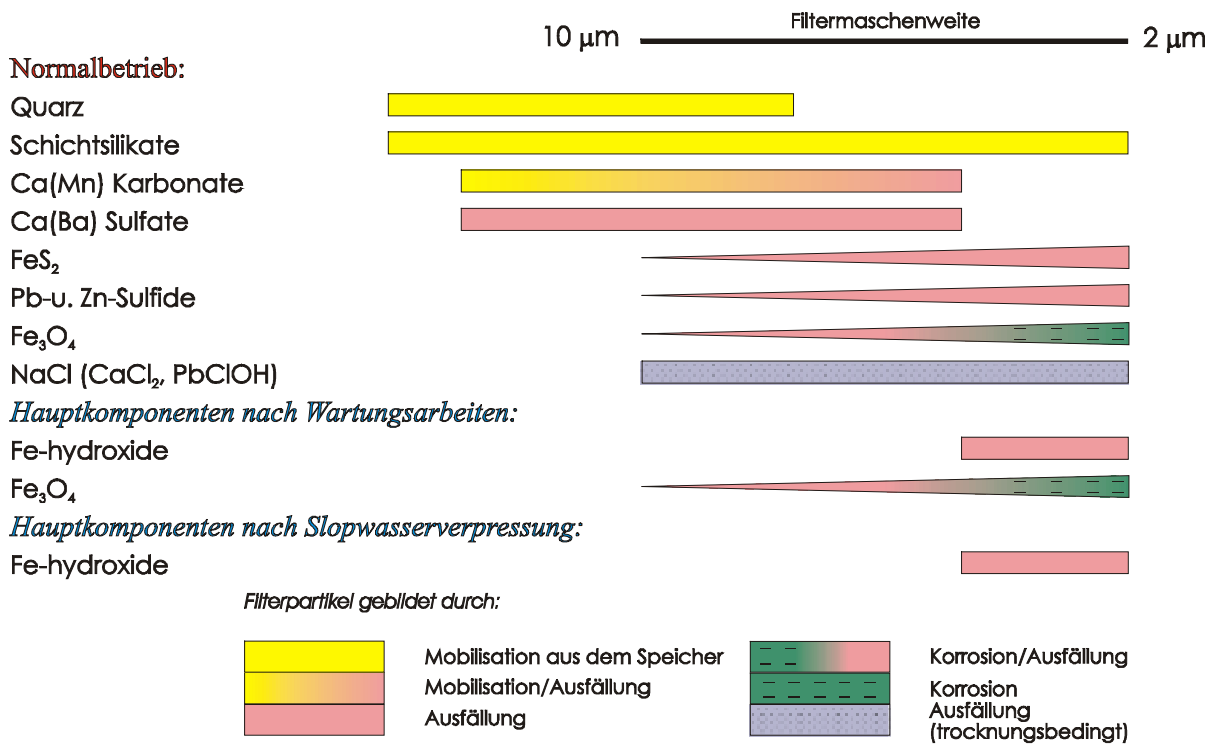 Filtermaschenweite
10 µm 2 µm
Normalbetrieb:
Quarz
Schichtsilikate
Ca(Mn) Karbonate
Ca(Ba) Sulfate
FeS₂
Pb-u. Zn-Sulfide
Fe₃O₄
NaCl (CaCl₂, PbClOH)
Hauptkomponenten nach Wartungsarbeiten:
Fe-hydroxide
Fe₃O₄
Hauptkomponenten nach Slopwasserverpressung:
Fe-hydroxide
Filterpartikel gebildet durch:
Mobilisation aus dem Speicher
Mobilisation/Ausfällung
Ausfällung
Korrosion/Ausfällung
Korrosion
Ausfällung
(trocknungsbedingt)